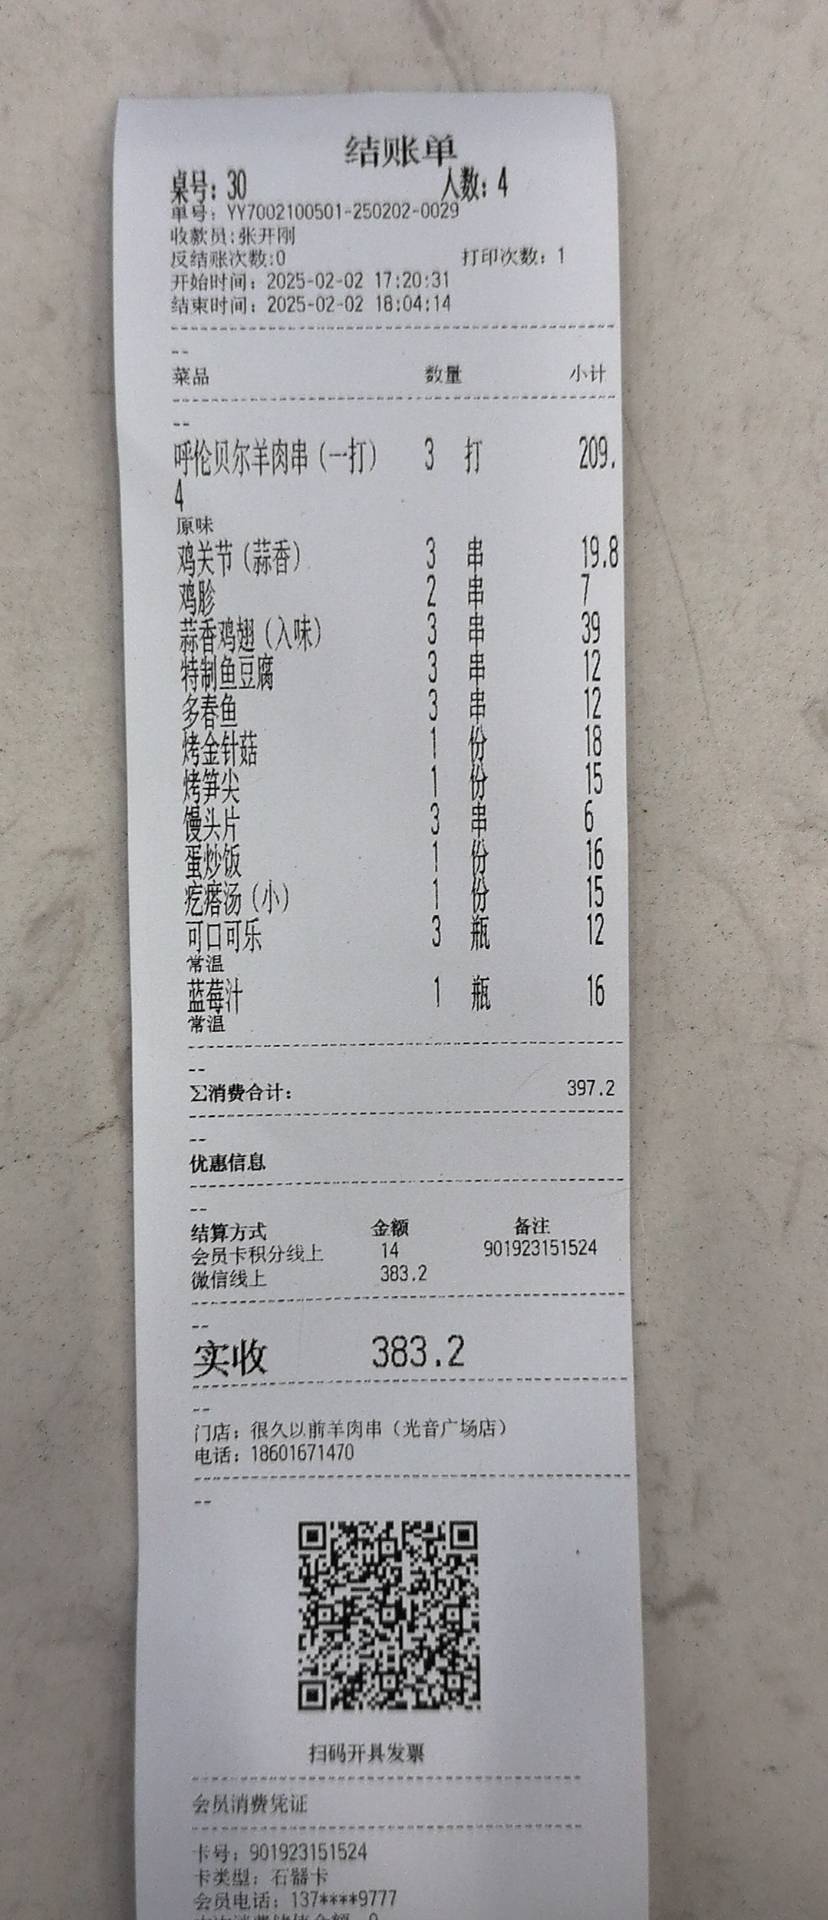 结账单
桌号：30 人数：4
单号：YY7002100501-250202-0029
收款员:张开刚
反结账次数:0 打印次数：1
开始时间：2025-02-02 17:20:31
结束时间：2025-02-02 18:04:14
--
菜品 数量 小计
--
呼伦贝尔羊肉串（一打） 3 打 209.
4
原味
鸡关节（蒜香） 3 串 19.8
鸡胗 2 串 7
蒜香鸡翅（入味） 3 串 39
特制鱼豆腐 3 串 12
多春鱼 3 串 12
烤金针菇 1 份 18
烤笋尖 1 份 15
馒头片 3 串 6
蛋炒饭 1 份 16
疙瘩汤（小） 1 份 15
可口可乐 3 瓶 12
常温
蓝莓汁 1 瓶 16
常温
--
∑消费合计： 397.2
--
优惠信息
--
结算方式 金额 备注
会员卡积分线上 14 901923151524
微信线上 383.2
--
实收 383.2
--
门店：很久以前羊肉串（光音广场店）
电话：18601671470
--
扫码开具发票
会员消费凭证
卡号：901923151524
卡类型：石器卡
会员电话：137****9777